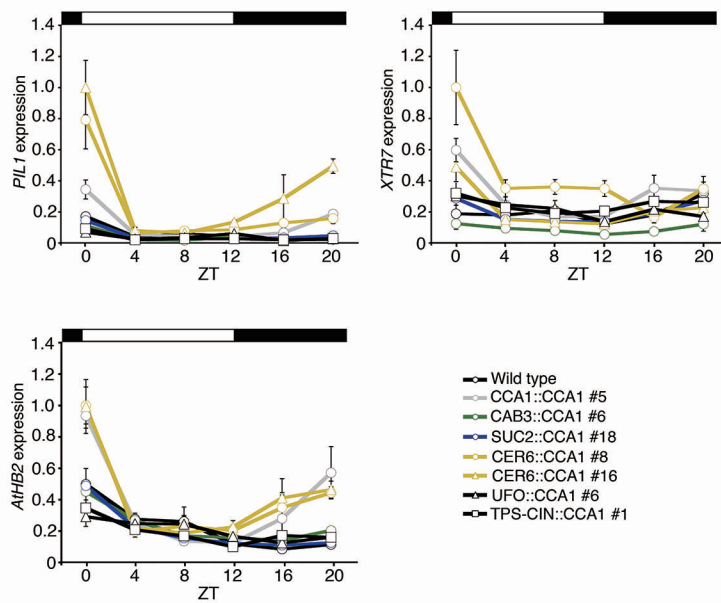 1.4
1.2
1.0
0.8
0.6
0.4
0.2
0
PIL1 expression
0 4 8 12 16 20
ZT
1.4
1.2
1.0
0.8
0.6
0.4
0.2
0
XTR7 expression
0 4 8 12 16 20
ZT
1.4
1.2
1.0
0.8
0.6
0.4
0.2
0
AtHB2 expression
0 4 8 12 16 20
ZT
Wild type
CCA1::CCA1 #5
CAB3::CCA1 #6
SUC2::CCA1 #18
CER6::CCA1 #8
CER6::CCA1 #16
UFO::CCA1 #6
TPS-CIN::CCA1 #1